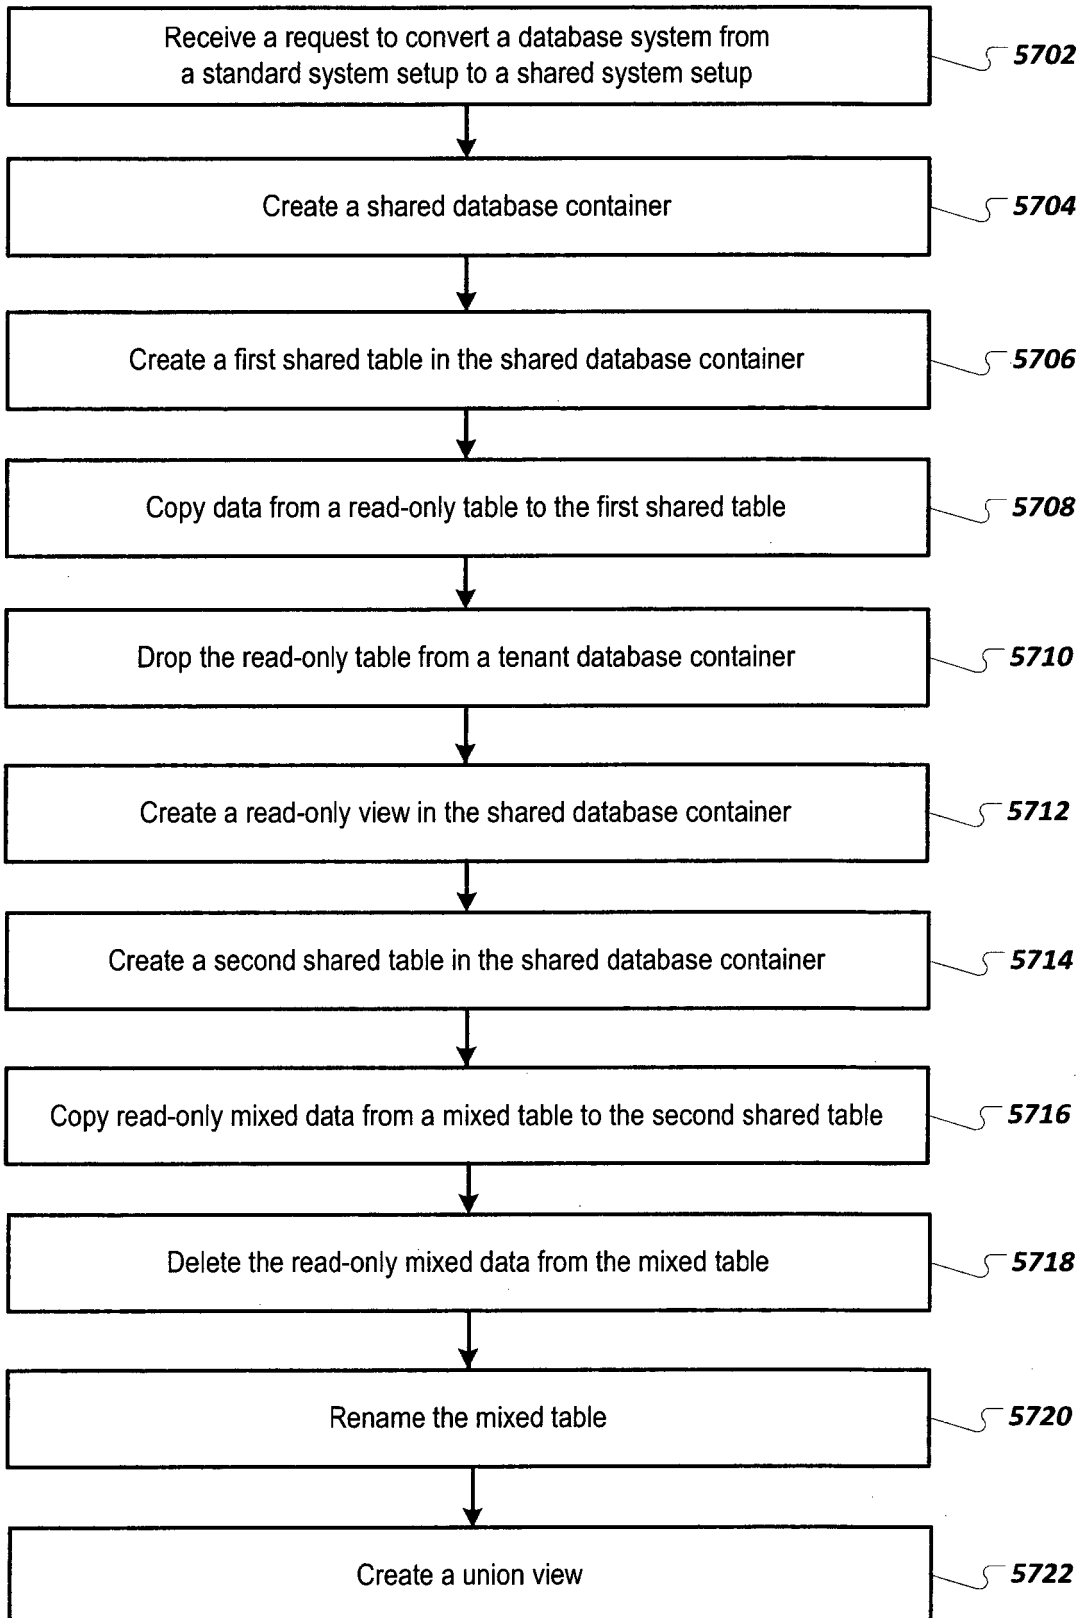 Receive a request to convert a database system from
a standard system setup to a shared system setup
5702
Create a shared database container
5704
Create a first shared table in the shared database container
5706
Copy data from a read-only table to the first shared table
5708
Drop the read-only table from a tenant database container
5710
Create a read-only view in the shared database container
5712
Create a second shared table in the shared database container
5714
Copy read-only mixed data from a mixed table to the second shared table
5716
Delete the read-only mixed data from the mixed table
5718
Rename the mixed table
5720
Create a union view
5722